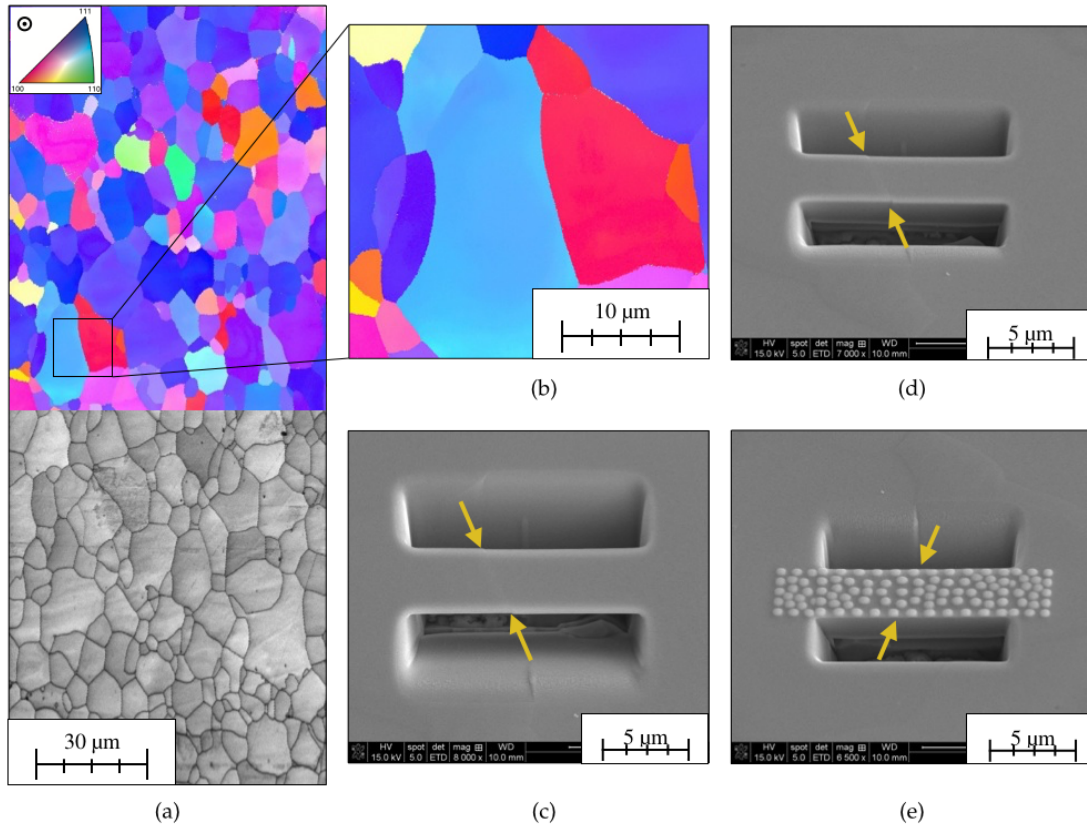 111
100
110
30 μm
(a)
10 μm
(b)
HV spot det mag WD
15.0 kV 5.0 ETD 8 000 x 10.0 mm
5 μm
(c)
HV spot det mag WD
15.0 kV 5.0 ETD 7 000 x 10.0 mm
5 μm
(d)
HV spot det mag WD
15.0 kV 5.0 ETD 6 500 x 10.0 mm
5 μm
(e)